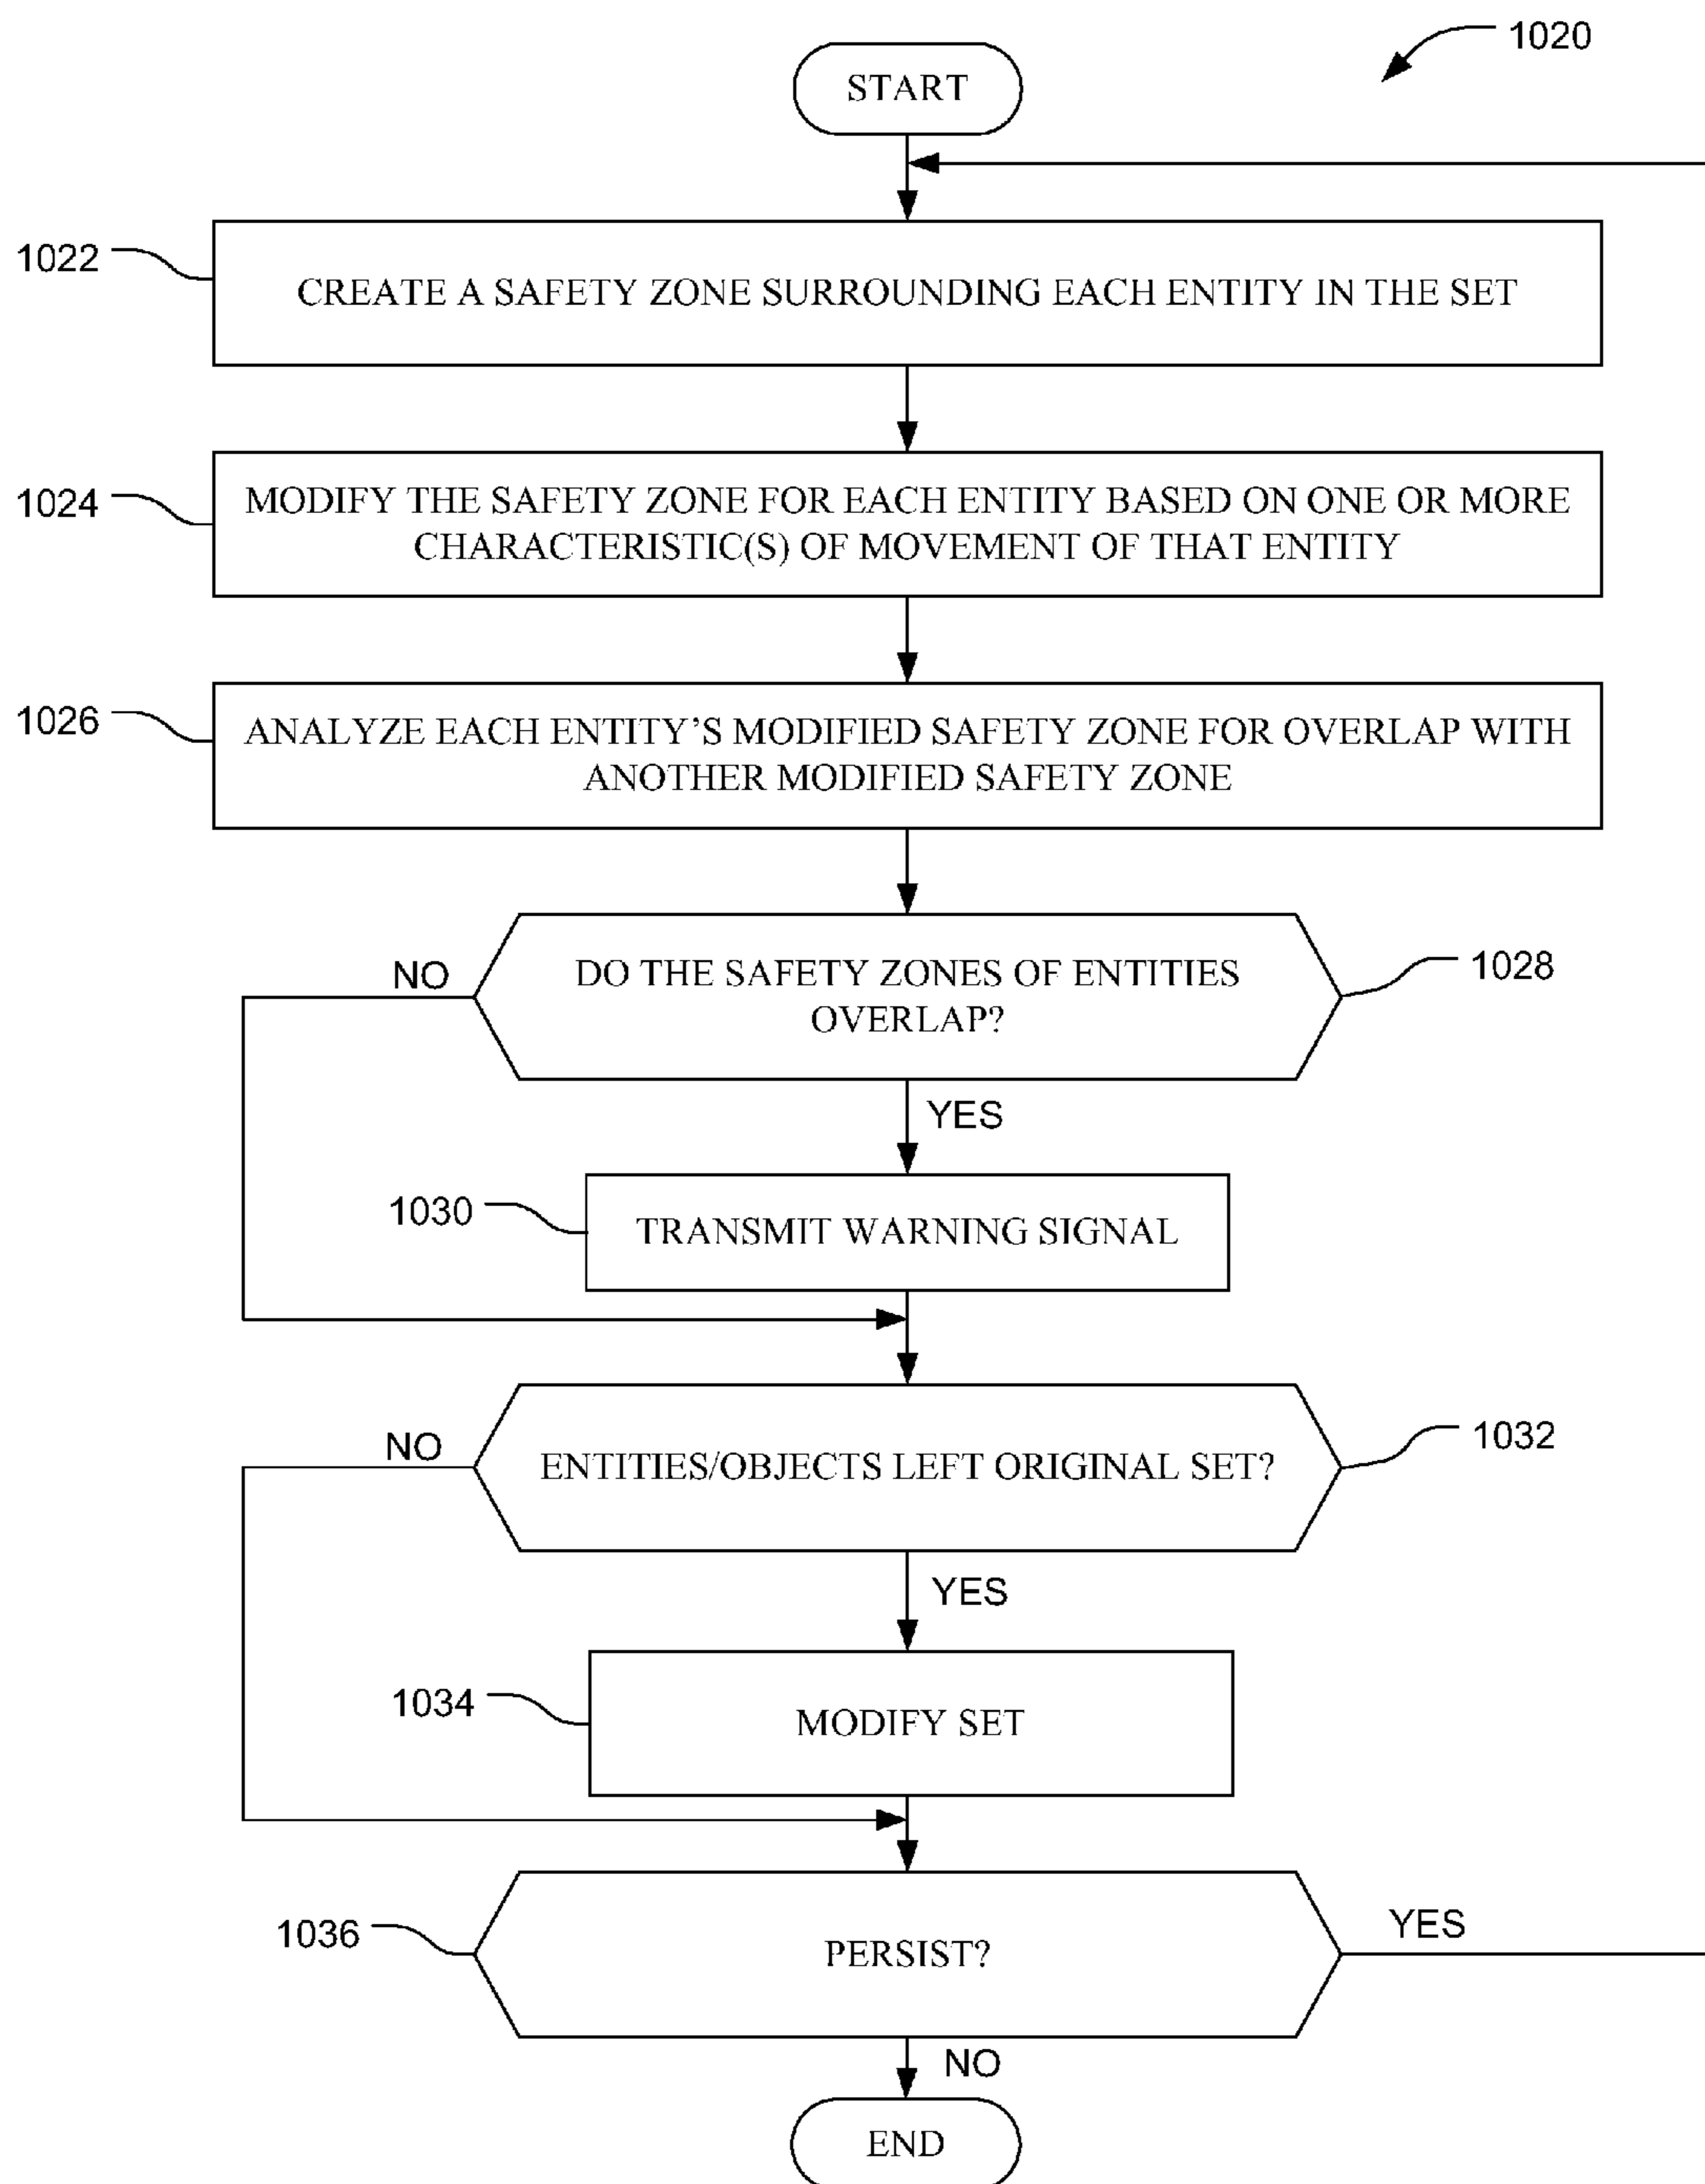 1020
START
1022
CREATE A SAFETY ZONE SURROUNDING EACH ENTITY IN THE SET
1024
MODIFY THE SAFETY ZONE FOR EACH ENTITY BASED ON ONE OR MORE
CHARACTERISTIC(S) OF MOVEMENT OF THAT ENTITY
1026
ANALYZE EACH ENTITY’S MODIFIED SAFETY ZONE FOR OVERLAP WITH
ANOTHER MODIFIED SAFETY ZONE
NO
DO THE SAFETY ZONES OF ENTITIES
OVERLAP?
1028
YES
1030
TRANSMIT WARNING SIGNAL
NO
ENTITIES/OBJECTS LEFT ORIGINAL SET?
1032
YES
1034
MODIFY SET
1036
PERSIST?
YES
NO
END